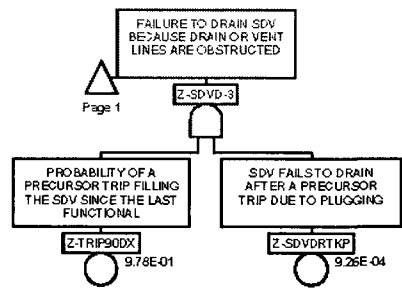 FAILURE TO DRAIN SDV
BECAUSE DRAIN OR VENT
LINES ARE OBSTRUCTED
Page 1
Z-SDVD-3
PROBABILITY OF A
PRECURSOR TRIP FILLING
THE SDV SINCE THE LAST
FUNCTIONAL
SDV FAILS TO DRAIN
AFTER A PRECURSOR
TRIP DUE TO PLUGGING
Z-TRIP90DX
9.78E-01
Z-SDVDRTKP
9.26E-04